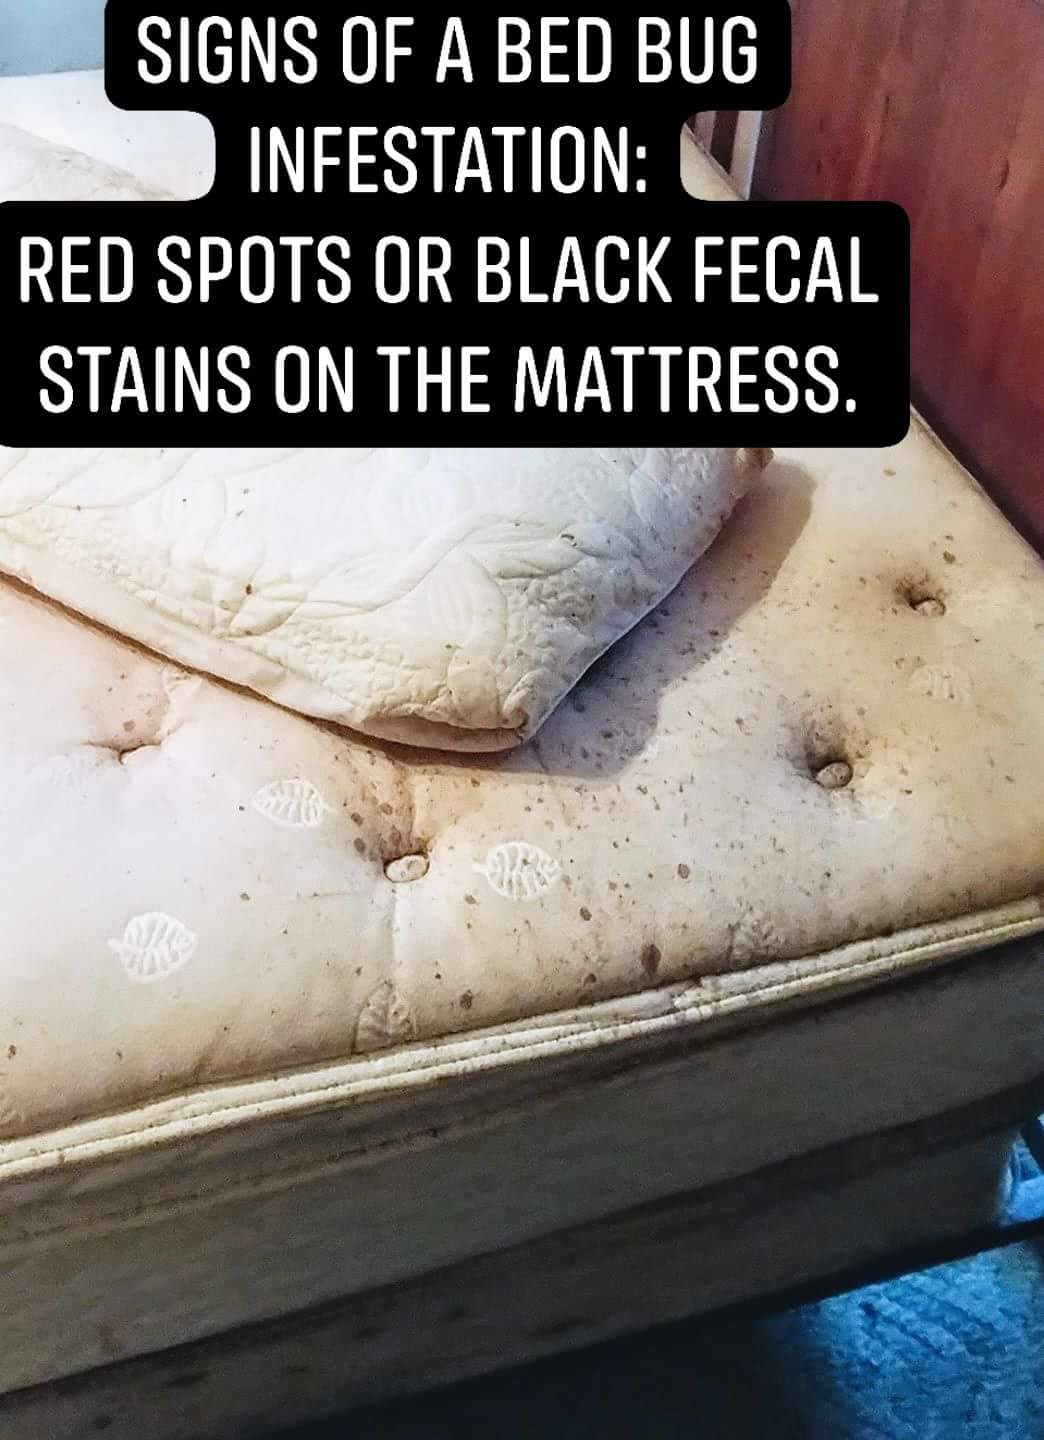 SIGNS OF A BED BUG
INFESTATION:
RED SPOTS OR BLACK FECAL
STAINS ON THE MATTRESS.